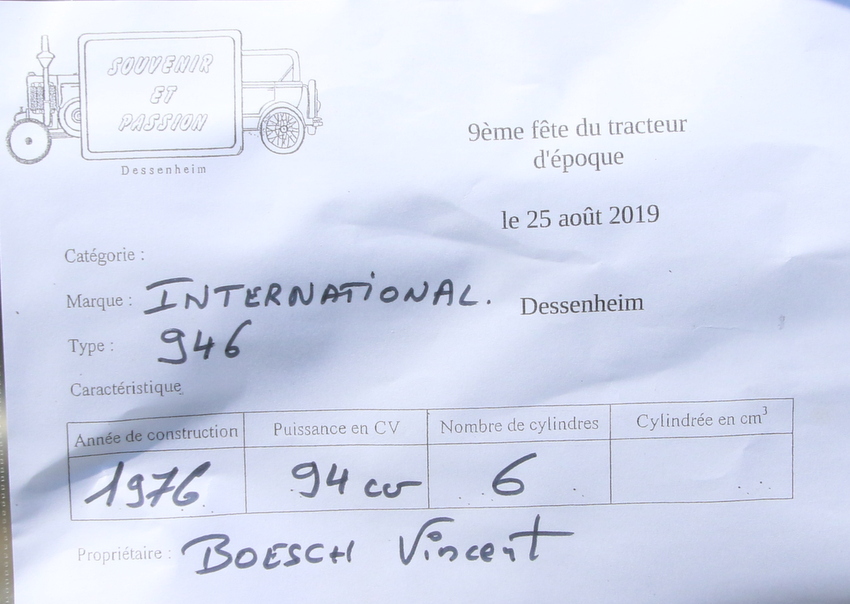 SOUVENIR
ET
PASSION
Dessenheim
9ème fête du tracteur
d'époque
le 25 août 2019
Catégorie :
Marque : INTERNATIONAL.
Dessenheim
Type : 946
Caractéristique
Année de construction Puissance en CV Nombre de cylindres Cylindrée en cm³
1976 94 cv 6
Propriétaire : BOESCH Vincent